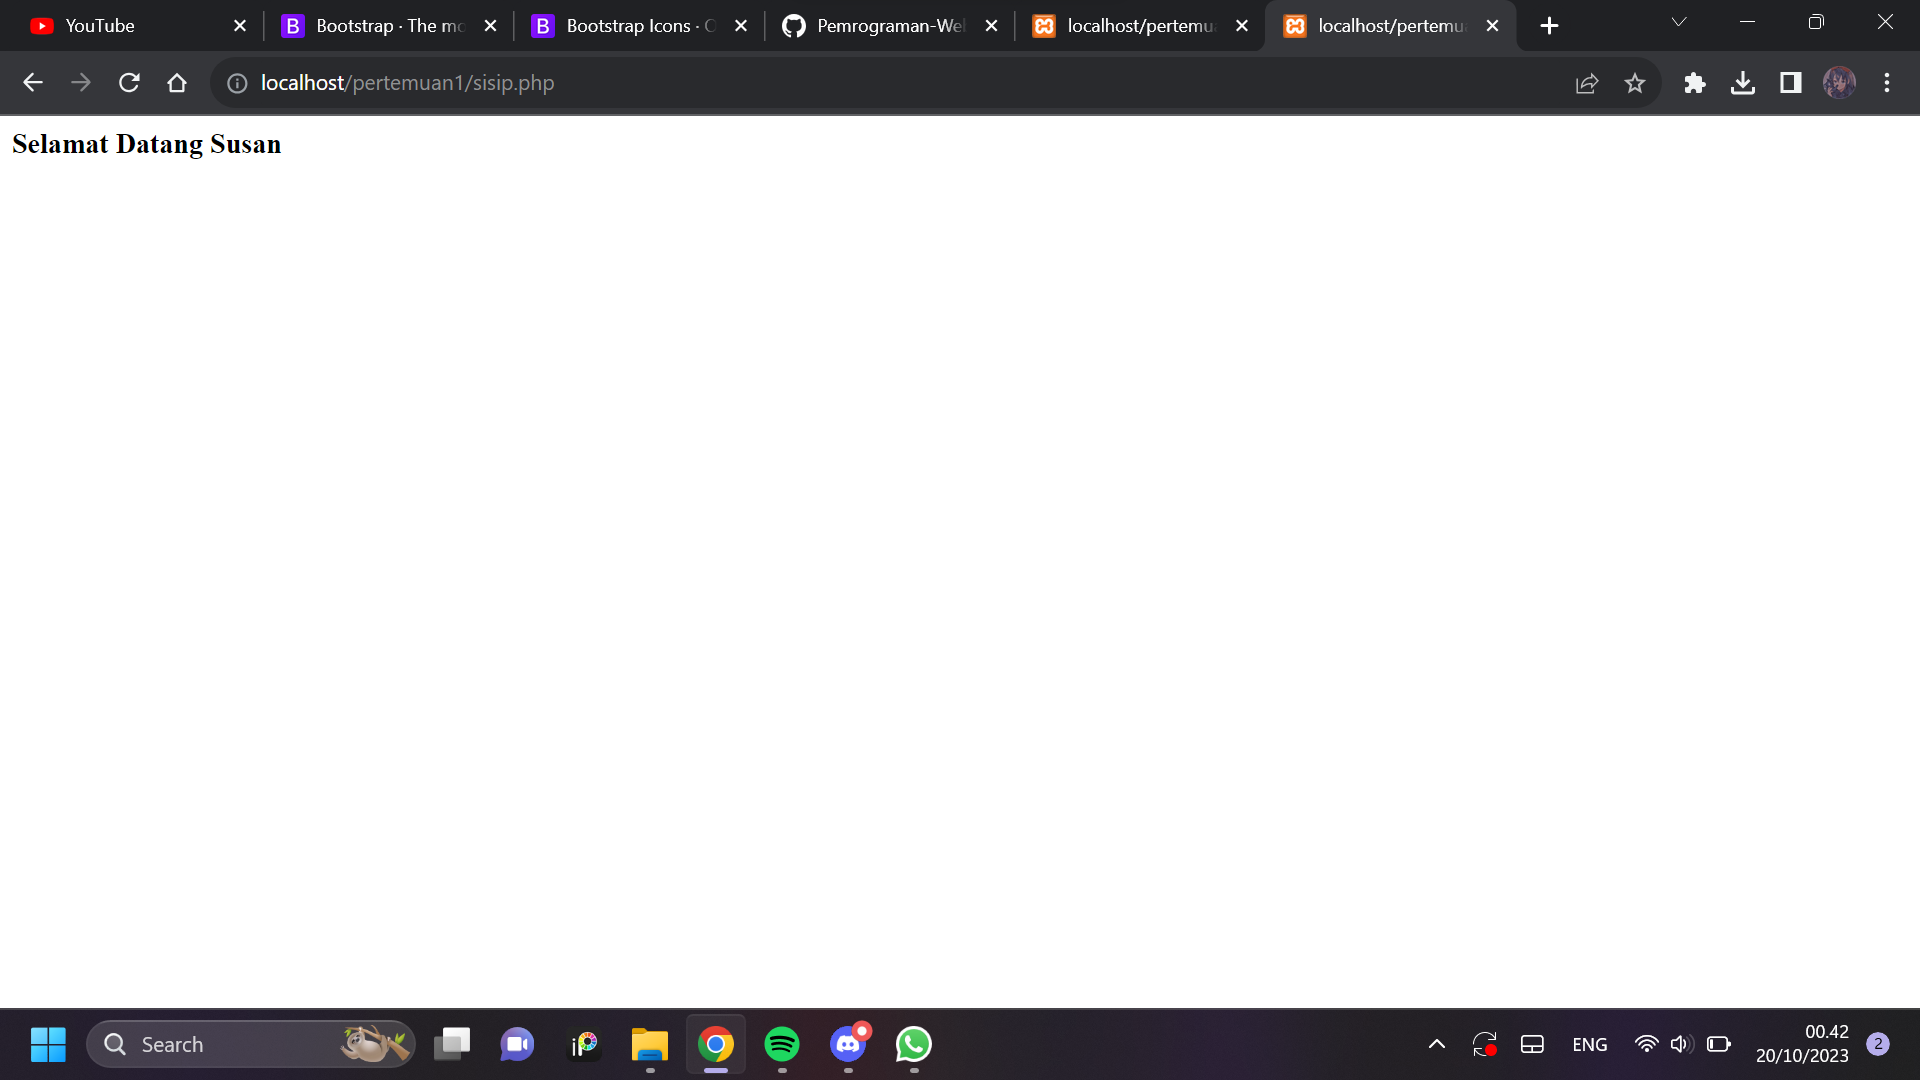 YouTube
Bootstrap · The mo
Bootstrap Icons · O
Pemrograman-We
localhost/pertemu
localhost/pertemu
localhost/pertemuan1/sisip.php
Selamat Datang Susan
Search
ENG
00.42
20/10/2023
2